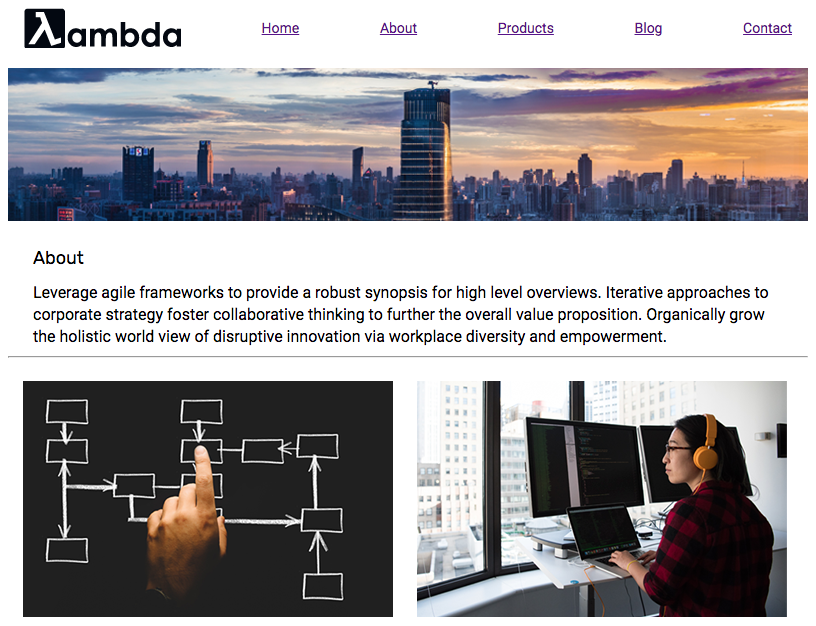 λambda
Home About Products Blog Contact
About
Leverage agile frameworks to provide a robust synopsis for high level overviews. Iterative approaches to
corporate strategy foster collaborative thinking to further the overall value proposition. Organically grow
the holistic world view of disruptive innovation via workplace diversity and empowerment.